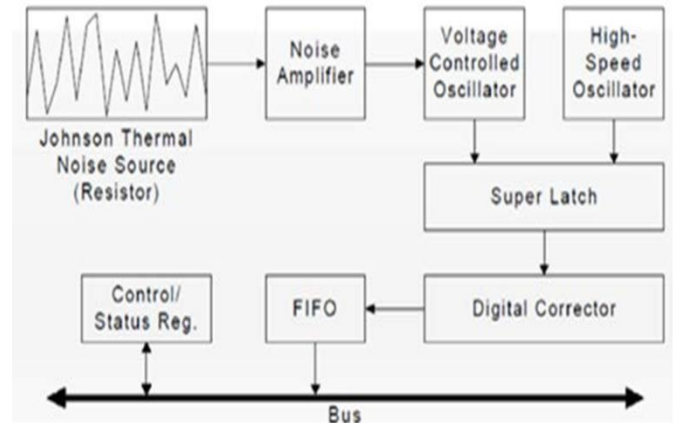 Noise
Amplifier
Voltage
Controlled
Oscillator
High-
Speed
Oscillator
Johnson Thermal
Noise Source
(Resistor)
Super Latch
Control/
Status Reg.
FIFO
Digital Corrector
Bus